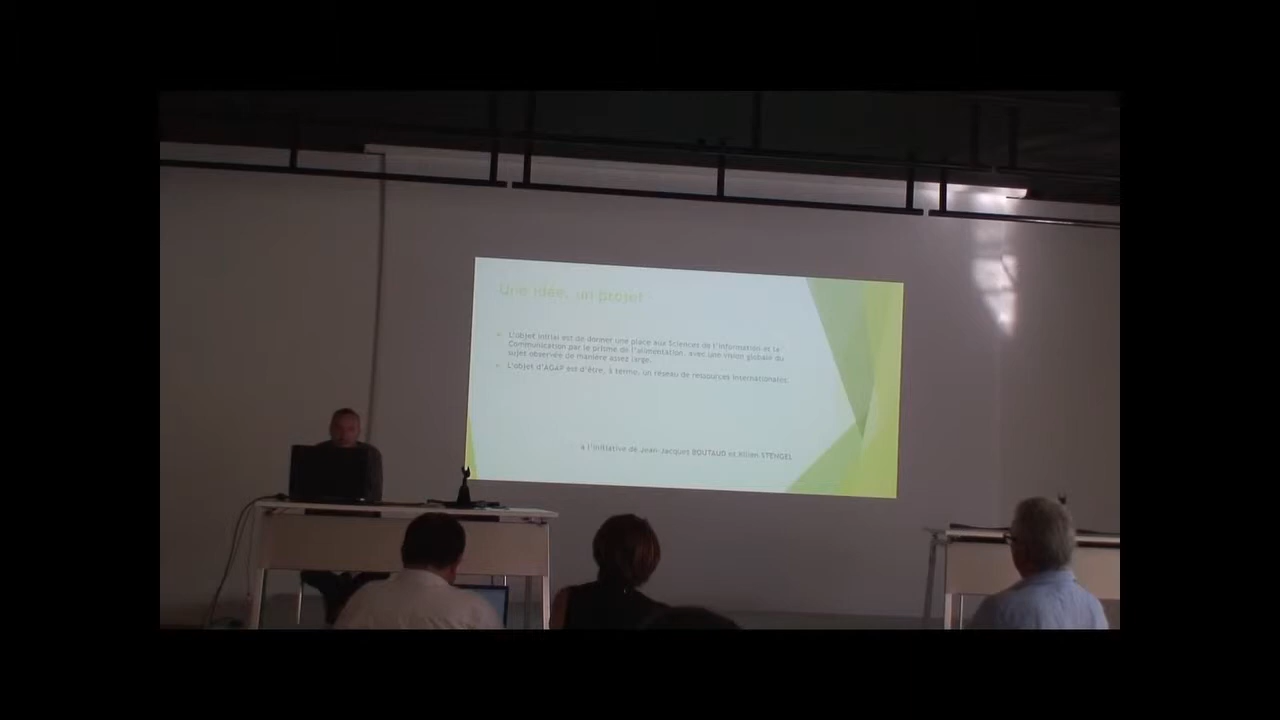 Une idée, un projet
L'objet initial est de donner une place aux Sciences de l'Information et la
Communication par le prisme de l'alimentation, avec une vision globale du
sujet observée de manière assez large.
L'objet d'AGAP est d'être, à terme, un réseau de ressources internationales.
à l'initiative de Jean-Jacques BOUTAUD et Kilien STENGEL